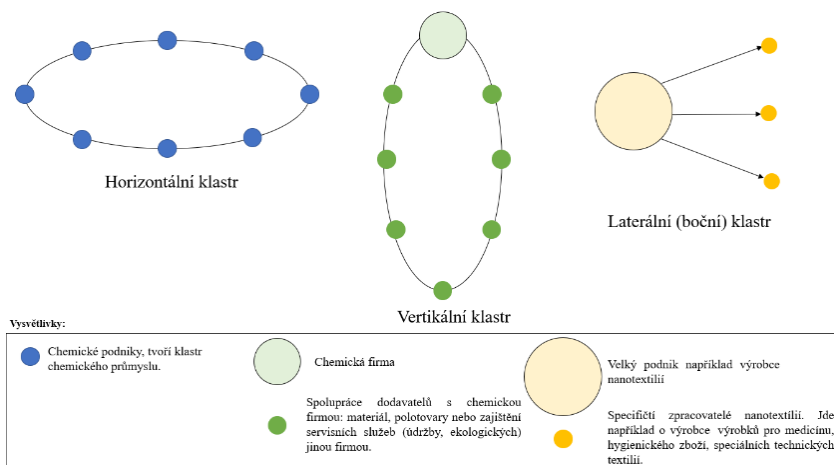 Horizontální klastr
Vertikální klastr
Laterální (boční) klastr
Vysvětlivky:
Chemické podniky, tvoří klastr
chemického průmyslu.
Chemická firma
Spolupráce dodavatelů s chemickou
firmou: materiál, polotovary nebo zajištění
servisních služeb (údržby, ekologických)
jinou firmou.
Velký podnik například výrobce
nanotextilií
Specifičtí zpracovatelé nanotextilií. Jde
například o výrobce výrobků pro medicínu,
hygienického zboží, speciálních technických
textilií.